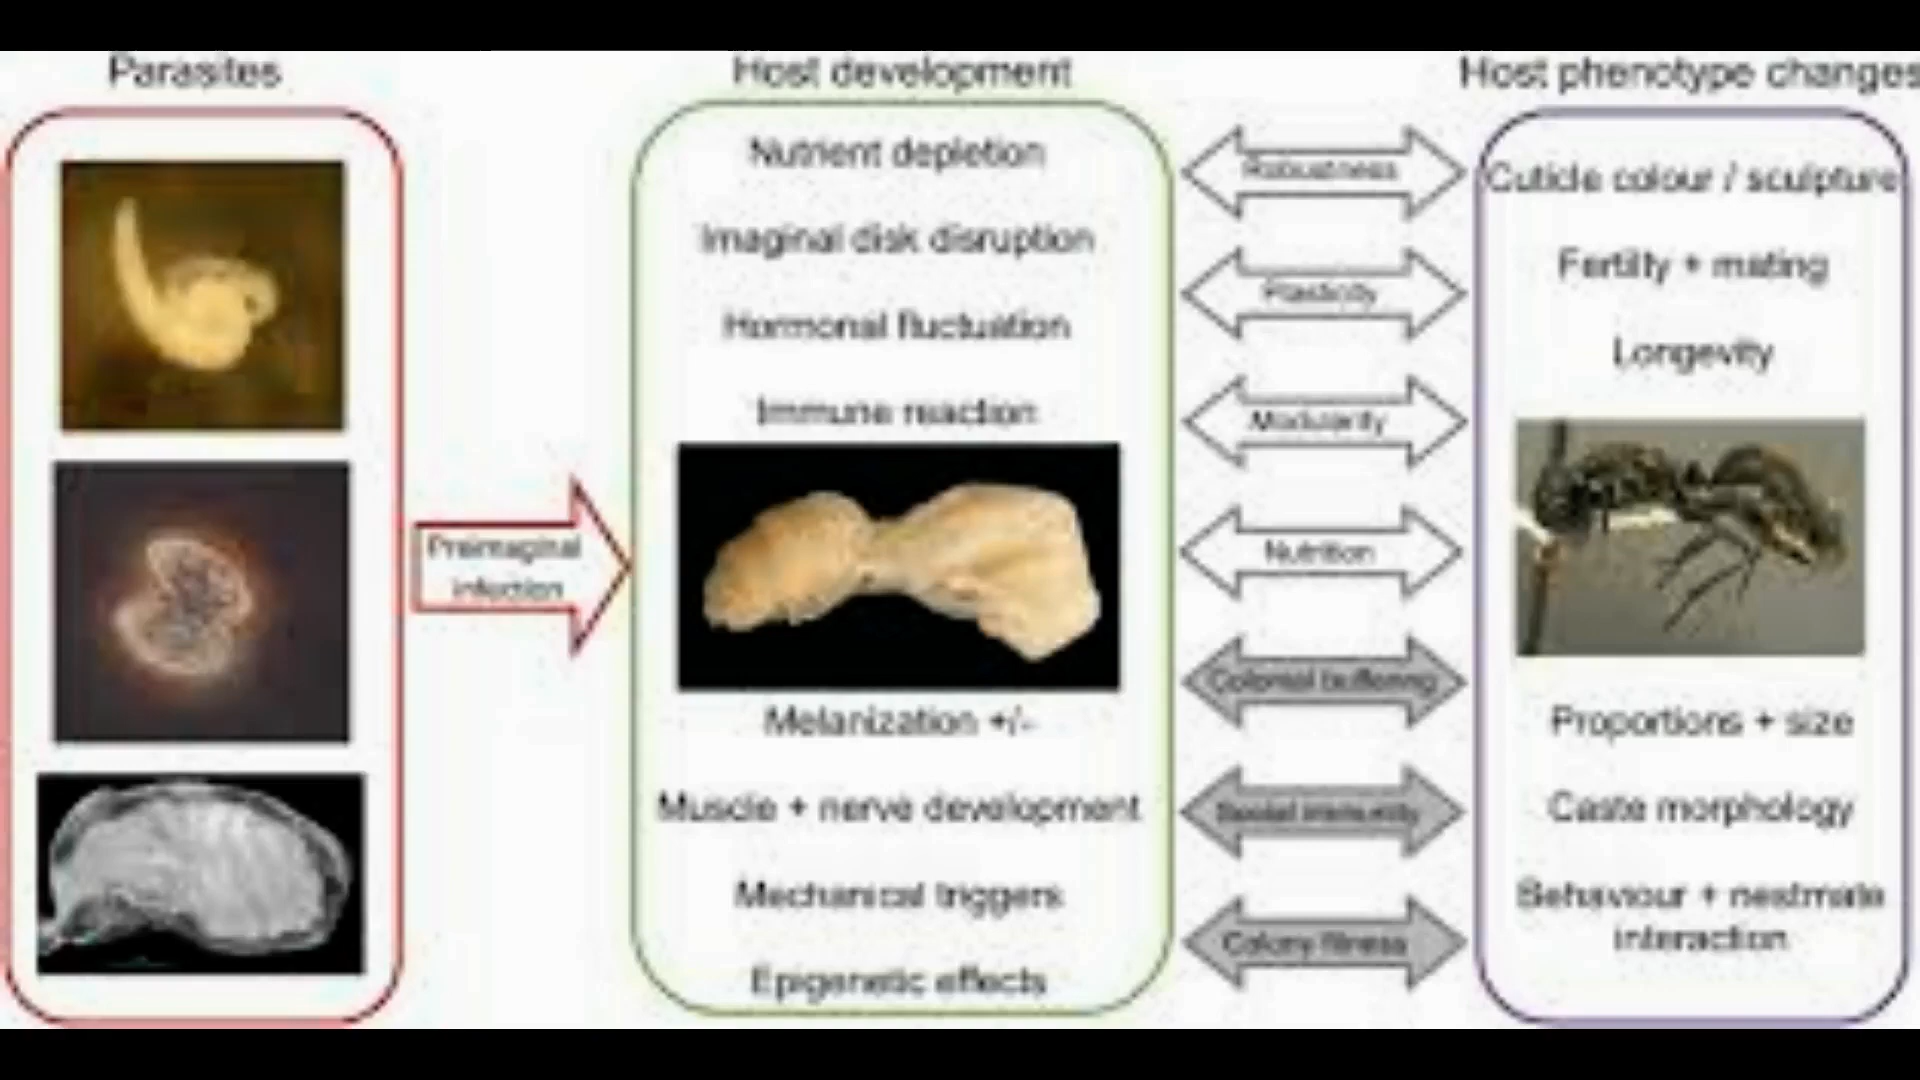 Parasites
Host development
Host phenotype changes
Preimaginal
infection
Nutrient depletion
Imaginal disk disruption
Hormonal fluctuation
Immune reaction
Melanization +/-
Muscle + nerve development
Mechanical triggers
Epigenetic effects
Robustness
Plasticity
Modularity
Nutrition
Colonial buffering
Social immunity
Colony fitness
Cuticle colour / sculpture
Fertility + mating
Longevity
Proportions + size
Caste morphology
Behaviour + nestmate
interaction